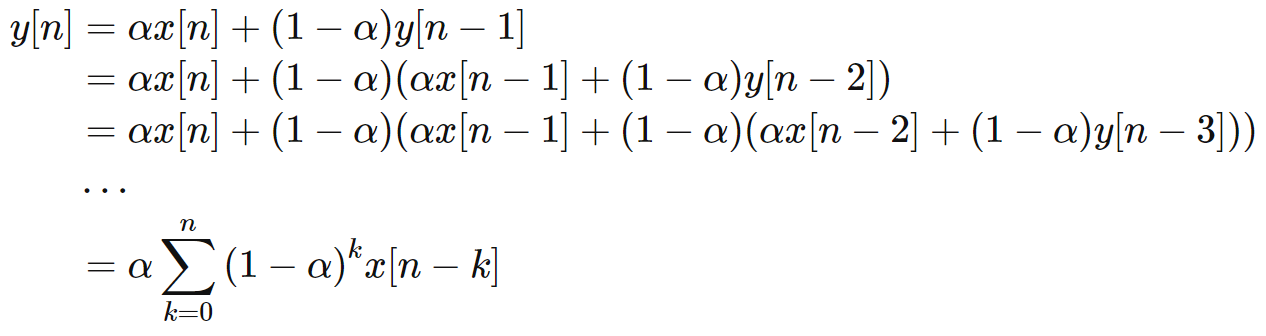 y[n] = αx[n] + (1 − α)y[n − 1]
= αx[n] + (1 − α)(αx[n − 1] + (1 − α)y[n − 2])
= αx[n] + (1 − α)(αx[n − 1] + (1 − α)(αx[n − 2] + (1 − α)y[n − 3]))
...
= α ∑_{k=0}^{n} (1 − α)^k x[n − k]